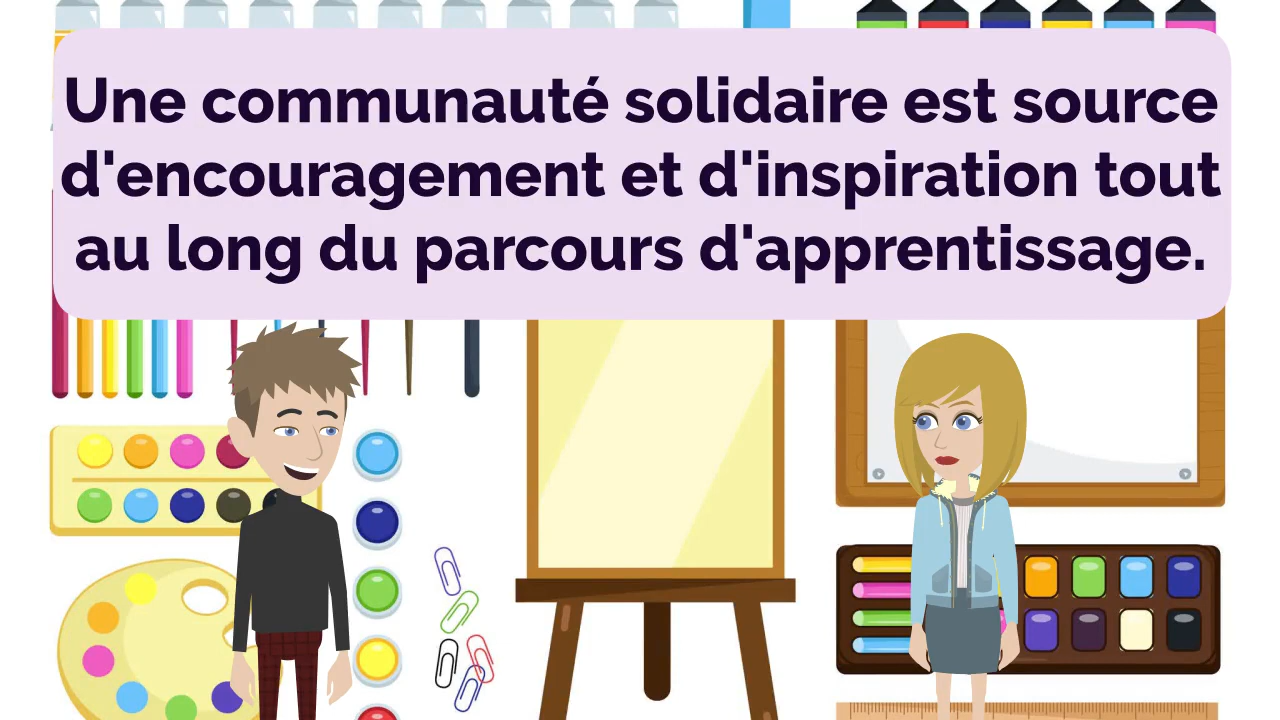 Une communauté solidaire est source
d'encouragement et d'inspiration tout
au long du parcours d'apprentissage.